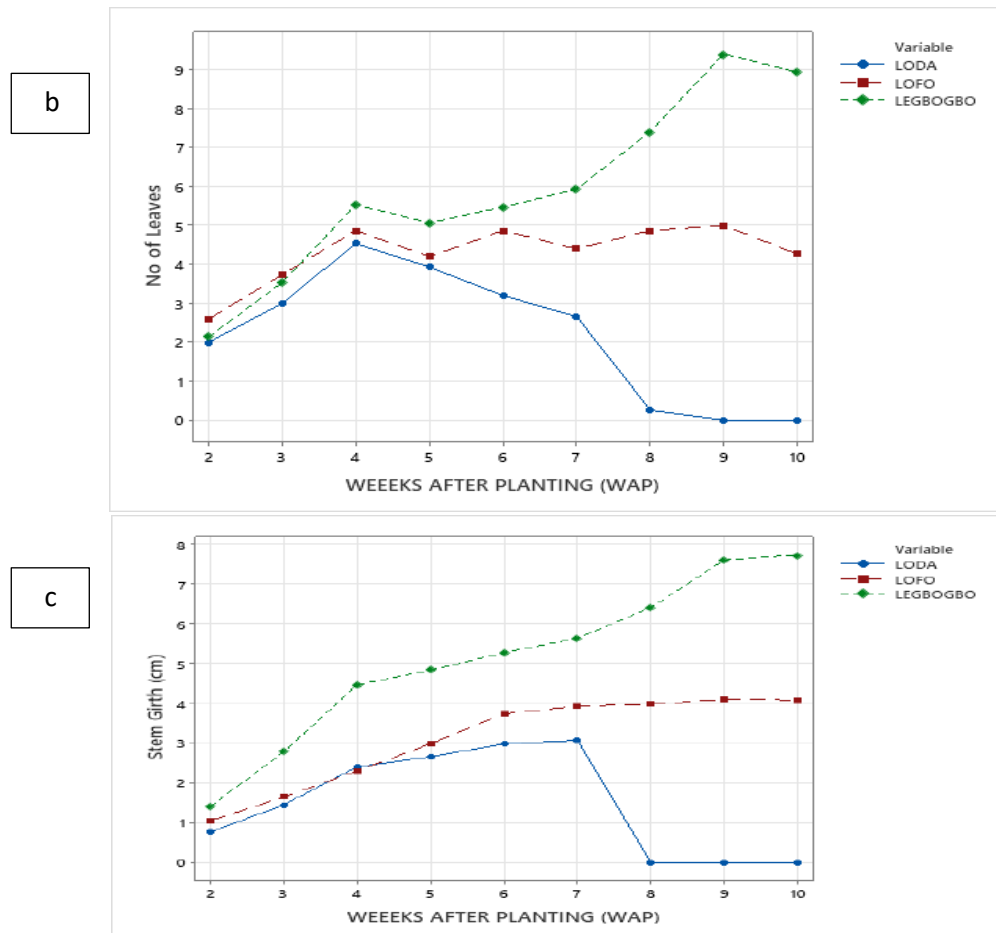 b
Variable
LODA
LOFO
LEGBOGBO
9
8
7
6
5
4
3
2
1
0
No of Leaves
2 3 4 5 6 7 8 9 10
WEEEKS AFTER PLANTING (WAP)
c
Variable
LODA
LOFO
LEGBOGBO
8
7
6
5
4
3
2
1
0
Stem Girth (cm)
2 3 4 5 6 7 8 9 10
WEEEKS AFTER PLANTING (WAP)